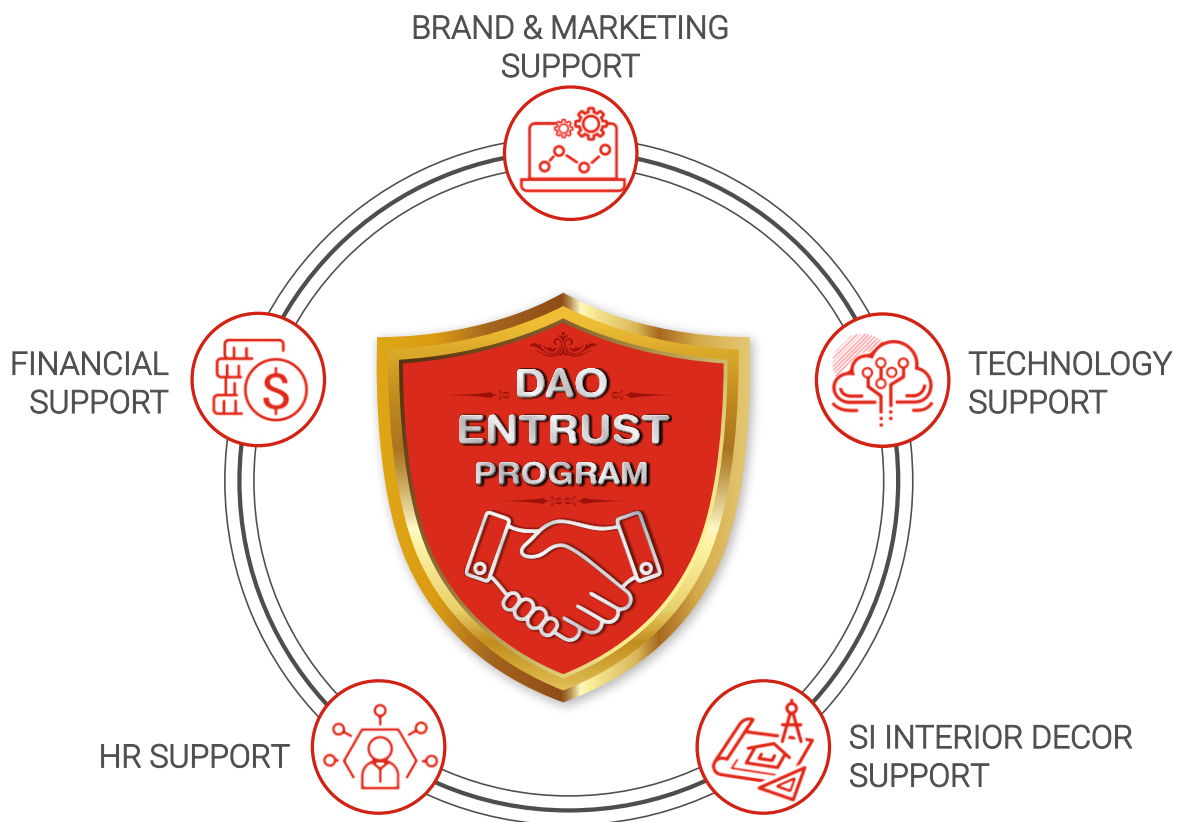 BRAND & MARKETING
SUPPORT
FINANCIAL
SUPPORT
TECHNOLOGY
SUPPORT
DAO
ENTRUST
PROGRAM
HR SUPPORT
SI INTERIOR DECOR
SUPPORT